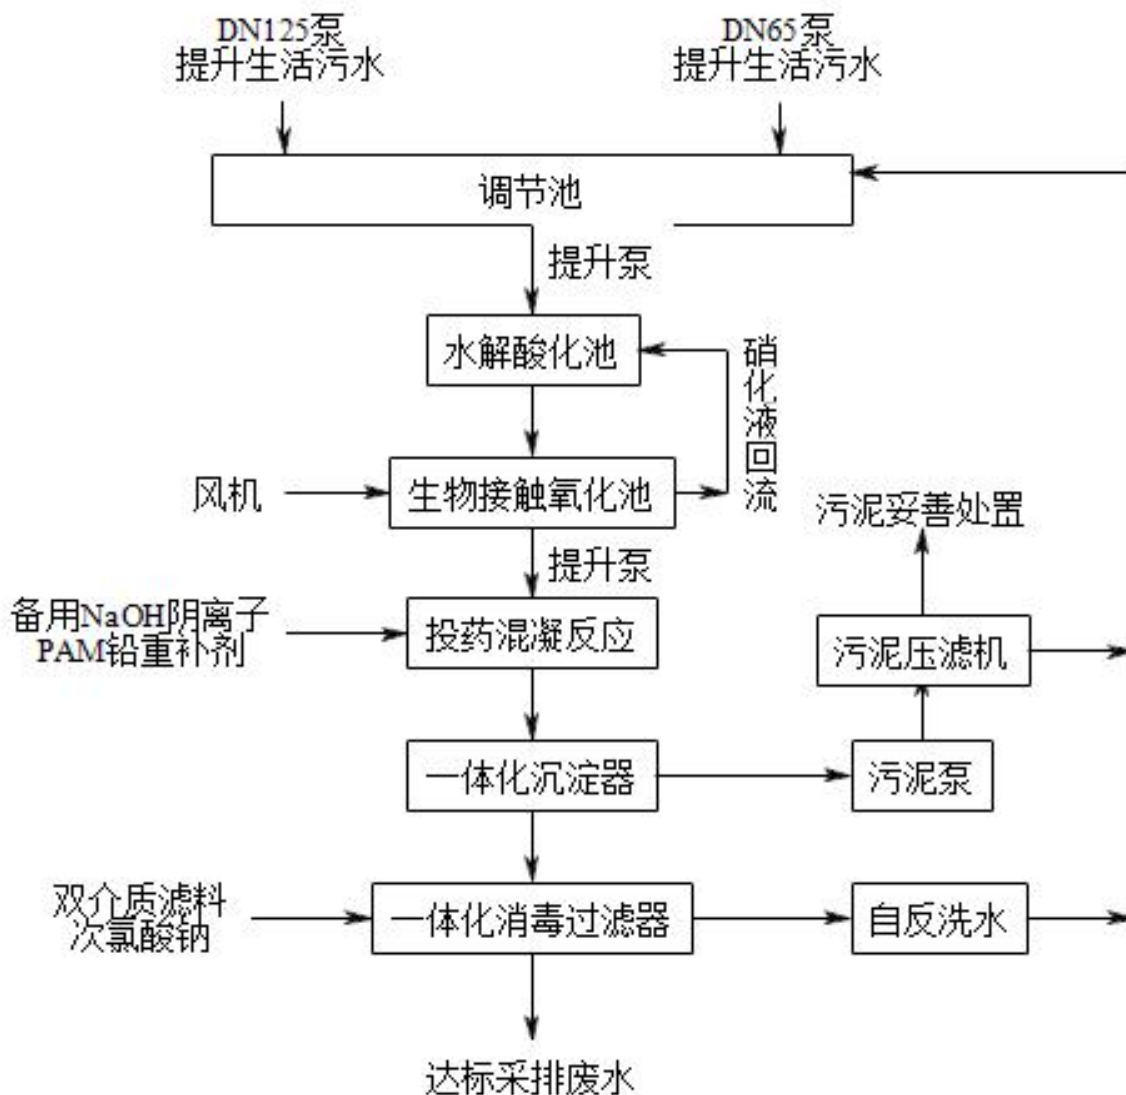 DN125泵
提升生活污水
DN65泵
提升生活污水
调节池
提升泵
水解酸化池
硝化液回流
风机
生物接触氧化池
污泥妥善处置
提升泵
备用NaOH阴离子
PAM铅重补剂
投药混凝反应
污泥压滤机
一体化沉淀器
污泥泵
双介质滤料
次氯酸钠
一体化消毒过滤器
自反洗水
达标采排废水